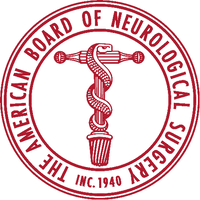 THE AMERICAN BOARD OF NEUROLOGICAL SURGERY
INC. 1940